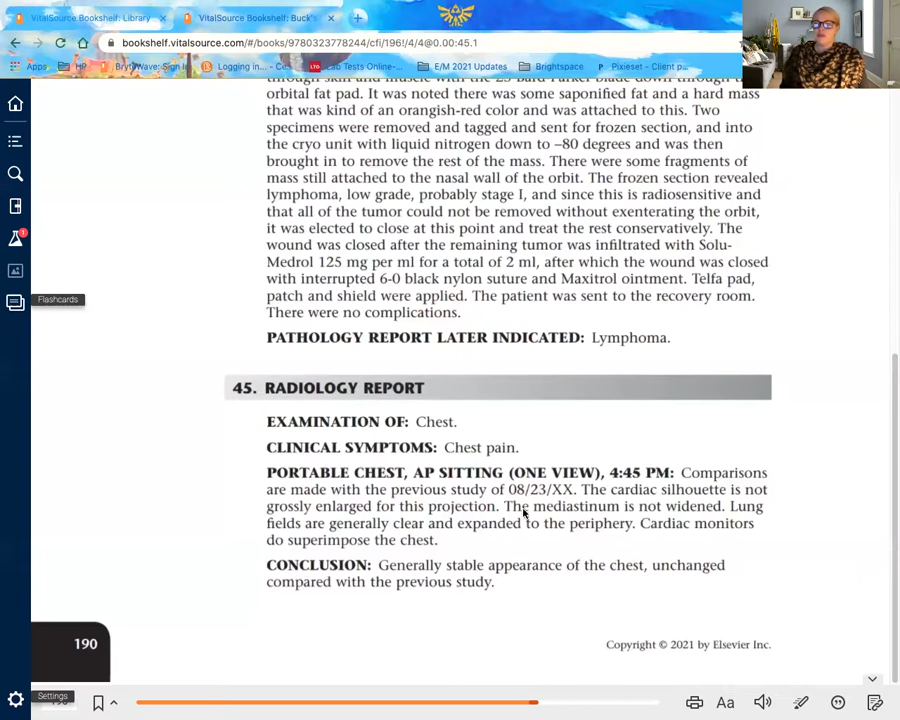 VitalSource Bookshelf: Library
VitalSource Bookshelf: Buck's
bookshelf.vitalsource.com/#/books/9780323778244/cfi/196!/4/4@0.00:45.1
Apps
HP
BrytWave: Sign I
Logging in... - Ce
LTO
Lab Tests Online-...
E/M 2021 Updates
Brightspace
Pixieset - Client p...
orbital fat pad. It was noted there was some saponified fat and a hard mass
that was kind of an orangish-red color and was attached to this. Two
specimens were removed and tagged and sent for frozen section, and into
the cryo unit with liquid nitrogen down to –80 degrees and was then
brought in to remove the rest of the mass. There were some fragments of
mass still attached to the nasal wall of the orbit. The frozen section revealed
lymphoma, low grade, probably stage I, and since this is radiosensitive and
that all of the tumor could not be removed without exenterating the orbit,
it was elected to close at this point and treat the rest conservatively. The
wound was closed after the remaining tumor was infiltrated with Solu-
Medrol 125 mg per ml for a total of 2 ml, after which the wound was closed
with interrupted 6-0 black nylon suture and Maxitrol ointment. Telfa pad,
patch and shield were applied. The patient was sent to the recovery room.
There were no complications.
PATHOLOGY REPORT LATER INDICATED: Lymphoma.
45. RADIOLOGY REPORT
EXAMINATION OF: Chest.
CLINICAL SYMPTOMS: Chest pain.
PORTABLE CHEST, AP SITTING (ONE VIEW), 4:45 PM: Comparisons
are made with the previous study of 08/23/XX. The cardiac silhouette is not
grossly enlarged for this projection. The mediastinum is not widened. Lung
fields are generally clear and expanded to the periphery. Cardiac monitors
do superimpose the chest.
CONCLUSION: Generally stable appearance of the chest, unchanged
compared with the previous study.
190
Copyright © 2021 by Elsevier Inc.
Flashcards
1
Settings
Aa